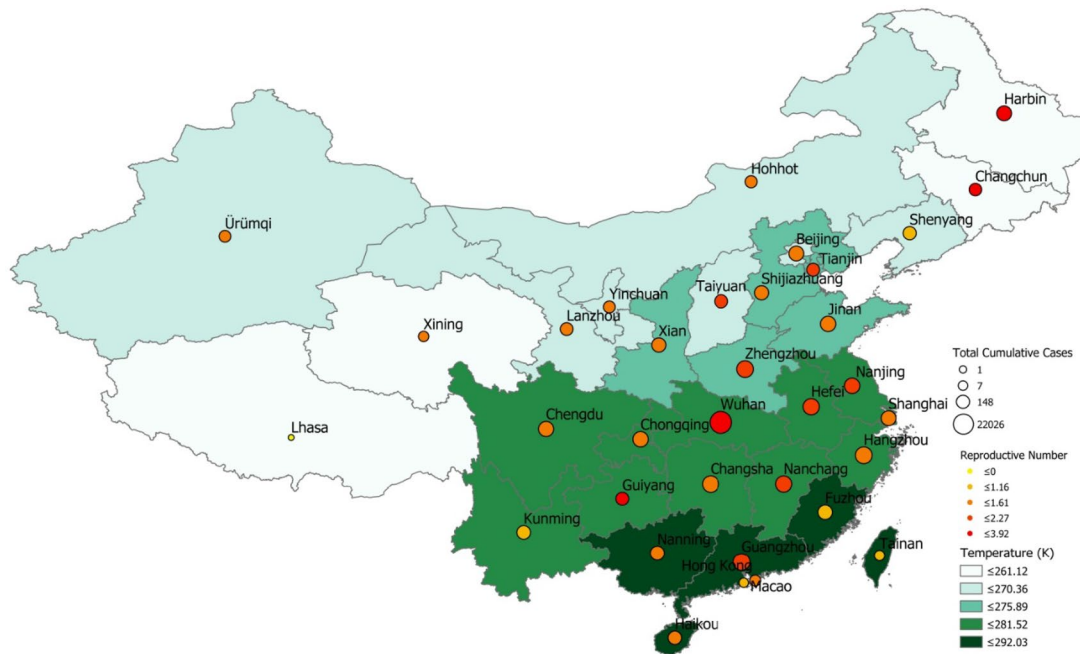 Harbin
Changchun
Hohhot
Shenyang
Ürümqi
Beijing
Tianjin
Shijiazhuang
Taiyuan
Yinchuan
Lanzhou
Xining
Jinan
Xian
Zhengzhou
Nanjing
Hefei
Shanghai
Wuhan
Chengdu
Chongqing
Lhasa
Hangzhou
Changsha
Nanchang
Guiyang
Fuzhou
Kunming
Nanning
Guangzhou
Tainan
Hong Kong
Macao
Haikou
Total Cumulative Cases
1
7
148
22026
Reproductive Number
≤0
≤1.16
≤1.61
≤2.27
≤3.92
Temperature (K)
≤261.12
≤270.36
≤275.89
≤281.52
≤292.03